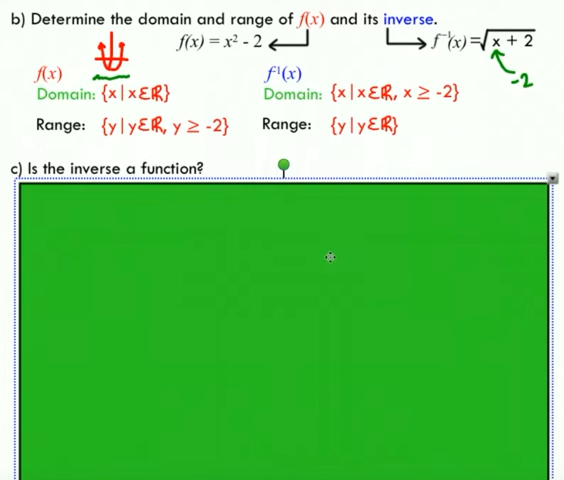 b) Determine the domain and range of f(x) and its inverse.
f(x) = x² - 2
f⁻¹(x) = √x + 2
-2
f(x)
Domain: {x | x ∈ ℝ}
Range: {y | y ∈ ℝ, y ≥ -2}
f⁻¹(x)
Domain: {x | x ∈ ℝ, x ≥ -2}
Range: {y | y ∈ ℝ}
c) Is the inverse a function?